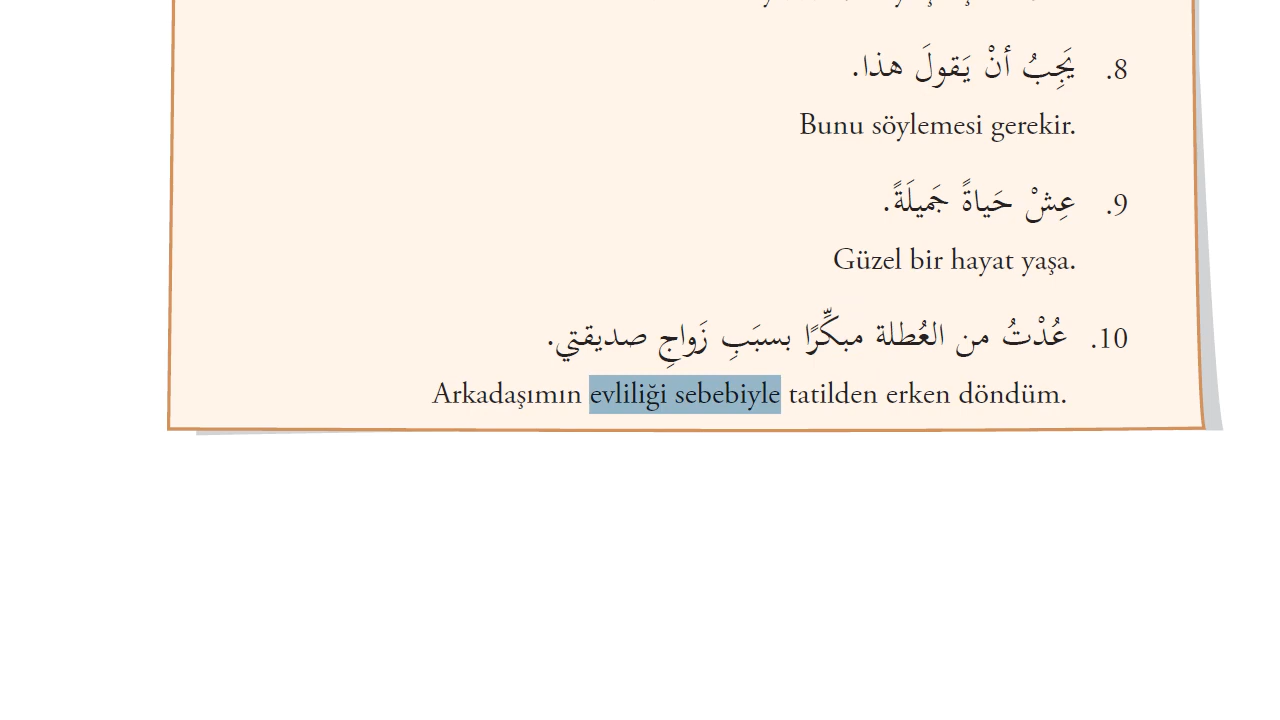 8. يَجِبُ أنْ يَقولَ هذا.
Bunu söylemesi gerekir.
9. عِشْ حَياةً جَميلَةً.
Güzel bir hayat yaşa.
10. عُدْتُ من العُطلة مبكِّرًا بسبَبِ زَواجِ صديقتي.
Arkadaşımın evliliği sebebiyle tatilden erken döndüm.